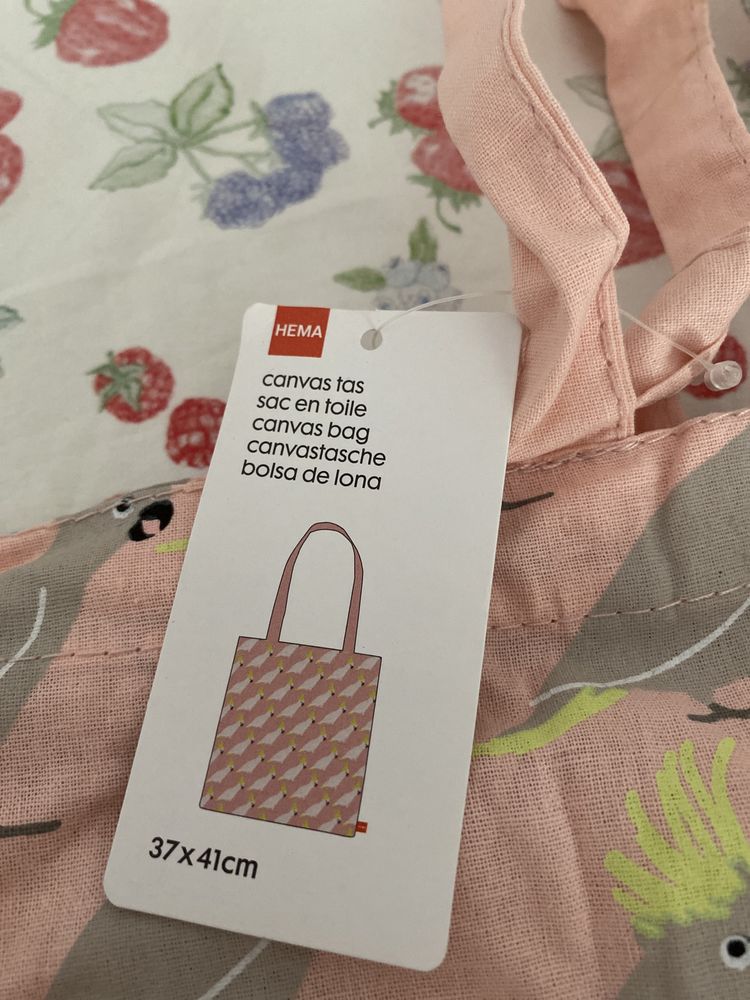 HEMA
canvas tas
sac en toile
canvas bag
canvastasche
bolsa de lona
37x41cm